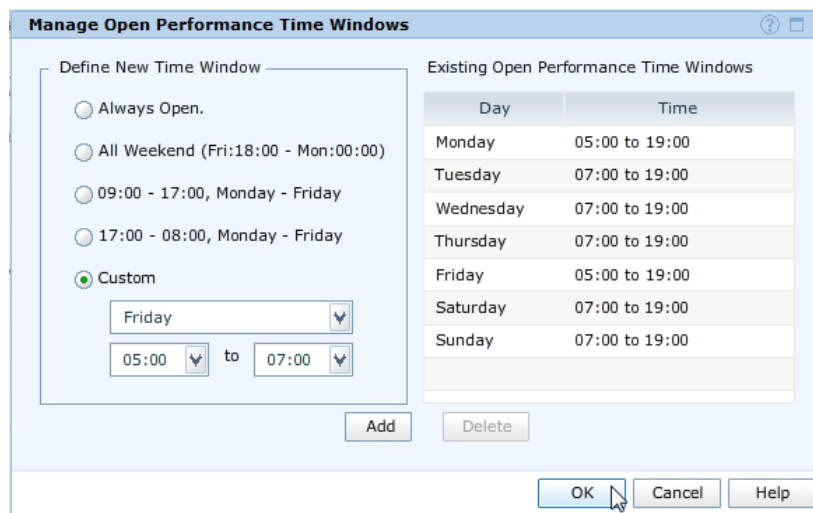 Manage Open Performance Time Windows
Define New Time Window
Always Open.
All Weekend (Fri:18:00 - Mon:00:00)
09:00 - 17:00, Monday - Friday
17:00 - 08:00, Monday - Friday
Custom
Friday
05:00 to 07:00
Existing Open Performance Time Windows
Day Time
Monday 05:00 to 19:00
Tuesday 07:00 to 19:00
Wednesday 07:00 to 19:00
Thursday 07:00 to 19:00
Friday 05:00 to 19:00
Saturday 07:00 to 19:00
Sunday 07:00 to 19:00
Add Delete
OK Cancel Help